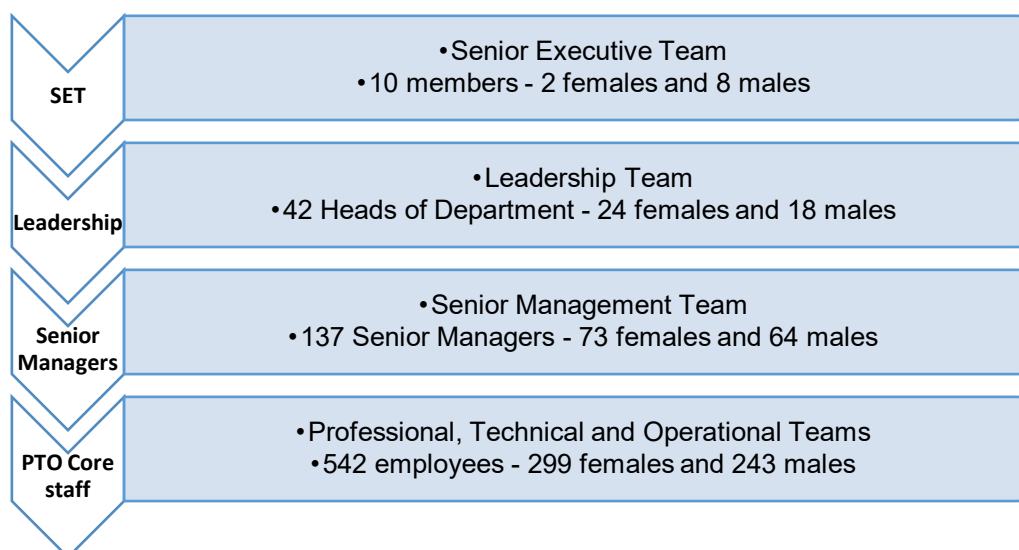 SET
•Senior Executive Team
•10 members - 2 females and 8 males
Leadership
•Leadership Team
•42 Heads of Department - 24 females and 18 males
Senior
Managers
•Senior Management Team
•137 Senior Managers - 73 females and 64 males
PTO Core
staff
•Professional, Technical and Operational Teams
•542 employees - 299 females and 243 males